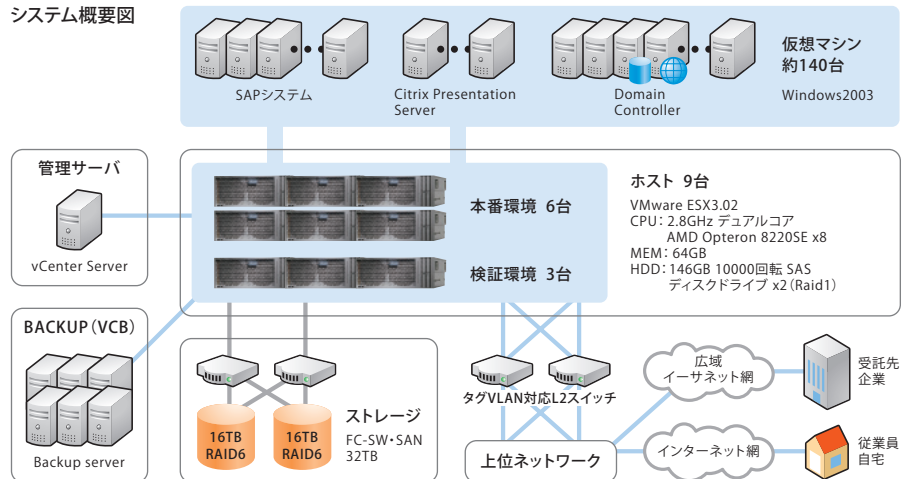 システム概要図
SAPシステム
Citrix Presentation
Server
Domain
Controller
仮想マシン
約140台
Windows2003
管理サーバ
vCenter Server
本番環境 6台
検証環境 3台
ホスト 9台
VMware ESX3.02
CPU：2.8GHz デュアルコア
AMD Opteron 8220SE x8
MEM：64GB
HDD：146GB 10000回転 SAS
ディスクドライブ x2（Raid1）
BACKUP（VCB）
Backup server
16TB
RAID6
16TB
RAID6
ストレージ
FC-SW・SAN
32TB
タグVLAN対応L2スイッチ
上位ネットワーク
広域
イーサネット網
受託先
企業
インターネット網
従業員
自宅